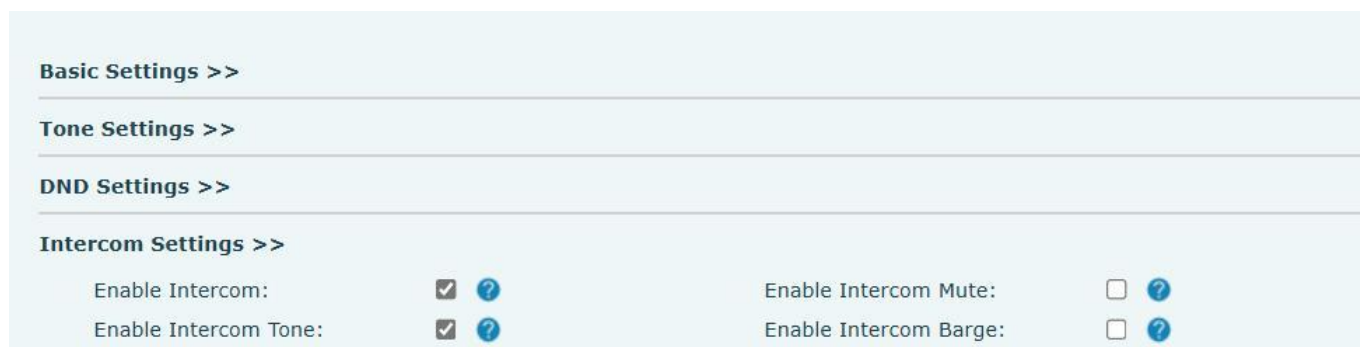 Basic Settings >>
Tone Settings >>
DND Settings >>
Intercom Settings >>
Enable Intercom: Enable Intercom Mute:
Enable Intercom Tone: Enable Intercom Barge: